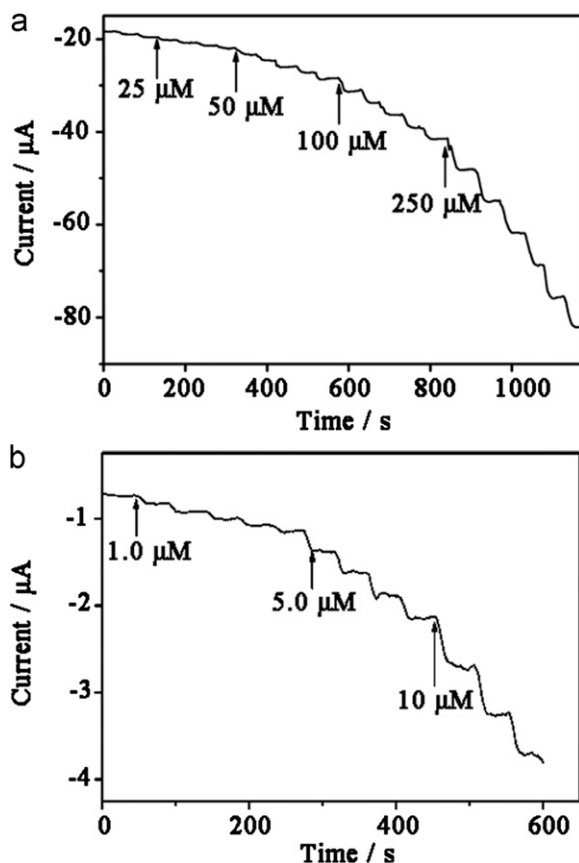 a
-20
-40
-60
-80
Current / µA
25 µM
50 µM
100 µM
250 µM
0 200 400 600 800 1000
Time / s
b
-1
-2
-3
-4
Current / µA
1.0 µM
5.0 µM
10 µM
0 200 400 600
Time / s